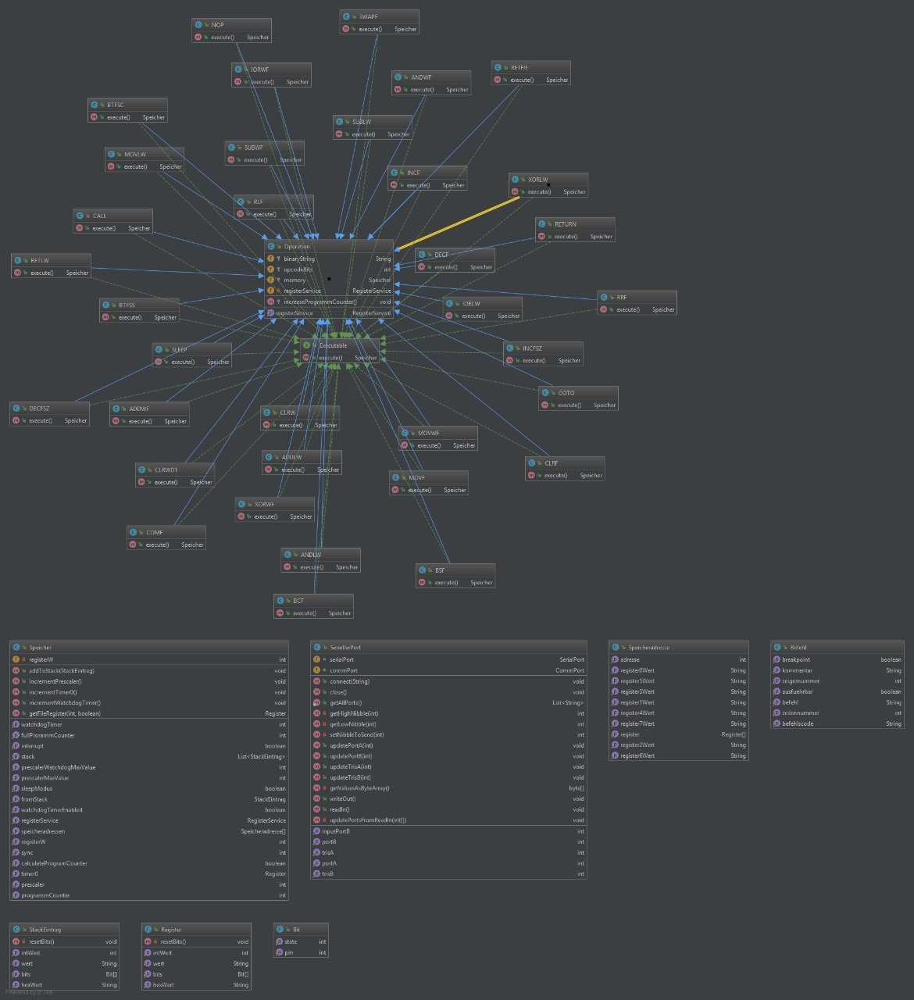 SWAPF
execute() Speicher
NOP
execute() Speicher
IORWF
execute() Speicher
RETFIE
execute() Speicher
ANDWF
execute() Speicher
BTFSC
execute() Speicher
SUBLW
execute() Speicher
SUBWF
execute() Speicher
MOVLW
execute() Speicher
INCF
execute() Speicher
XORLW
execute() Speicher
RLF
execute() Speicher
CALL
execute() Speicher
RETURN
execute() Speicher
Operation
binaryString String
opcodeBits int
memory Speicher
registerService RegisterService
increaseProgrammCounter() void
registerService RegisterService
DECF
execute() Speicher
RETLW
execute() Speicher
RRF
execute() Speicher
BTFSS
execute() Speicher
IORLW
execute() Speicher
Executable
execute() Speicher
SLEEP
execute() Speicher
INCFSZ
execute() Speicher
GOTO
execute() Speicher
DECFSZ
execute() Speicher
ADDWF
execute() Speicher
CLRW
execute() Speicher
MOVWF
execute() Speicher
ADDLW
execute() Speicher
CLRF
execute() Speicher
CLRWDT
execute() Speicher
MOVF
execute() Speicher
XORWF
execute() Speicher
COMF
execute() Speicher
ANDLW
execute() Speicher
BSF
execute() Speicher
BCF
execute() Speicher
Speicher
registerW int
addToStack(StackEintrag) void
incrementPrescaler() void
incrementTimer0() void
incrementWatchdogTimer() void
getFileRegister(int, boolean) Register
watchdogTimer int
fullProrammCounter int
interrupt boolean
stack List<StackEintrag>
prescalerWatchdogMaxValue int
prescalerMaxValue int
sleepModus boolean
fromStack StackEintrag
watchdogTimerEnabled boolean
registerService RegisterService
speicheradressen Speicheradresse[]
registerW int
sync int
calculateProgramCounter boolean
timer0 Register
prescaler int
programmCounter int
SeriellerPort
serialPort SerialPort
commPort CommPort
connect(String) void
close() void
getAllPorts() List<String>
getHighNibble(int) int
getLowNibble(int) int
setNibbleToSend(int) int
updatePortA(int) void
updatePortB(int) void
updateTrisA(int) void
updateTrisB(int) void
getValuesAsByteArray() byte[]
writeOut() void
readIn() void
updatePortsFromReadIn(int[]) void
inputPortB int
portB int
trisA int
portA int
trisB int
Speicheradresse
adresse int
register0Wert String
register5Wert String
register3Wert String
register1Wert String
register4Wert String
register7Wert String
register Register[]
register2Wert String
register6Wert String
Befehl
breakpoint boolean
kommentar String
zeigernummer int
ausfuehrbar boolean
befehl String
zeilennummer int
befehlscode String
StackEintrag
resetBits() void
intWert int
wert String
bits Bit[]
hexWert String
Register
resetBits() void
intWert int
wert String
bits Bit[]
hexWert String
Bit
state int
pin int
Powered by yFiles